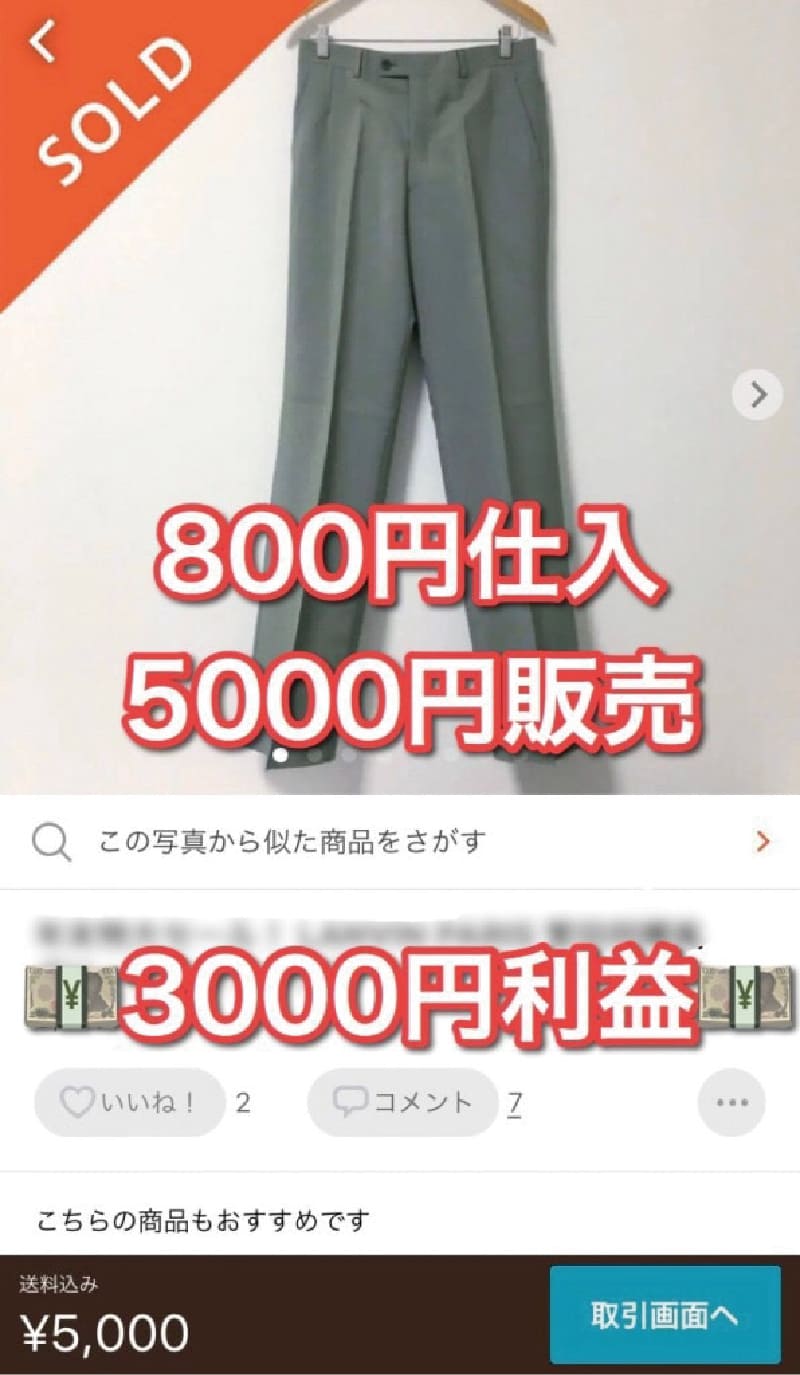 SOLD
800円仕入
5000円販売
この写真から似た商品をさがす
¥3000円利益¥
いいね! 2 コメント 7
こちらの商品もおすすめです
送料込み
¥5,000
取引画面へ